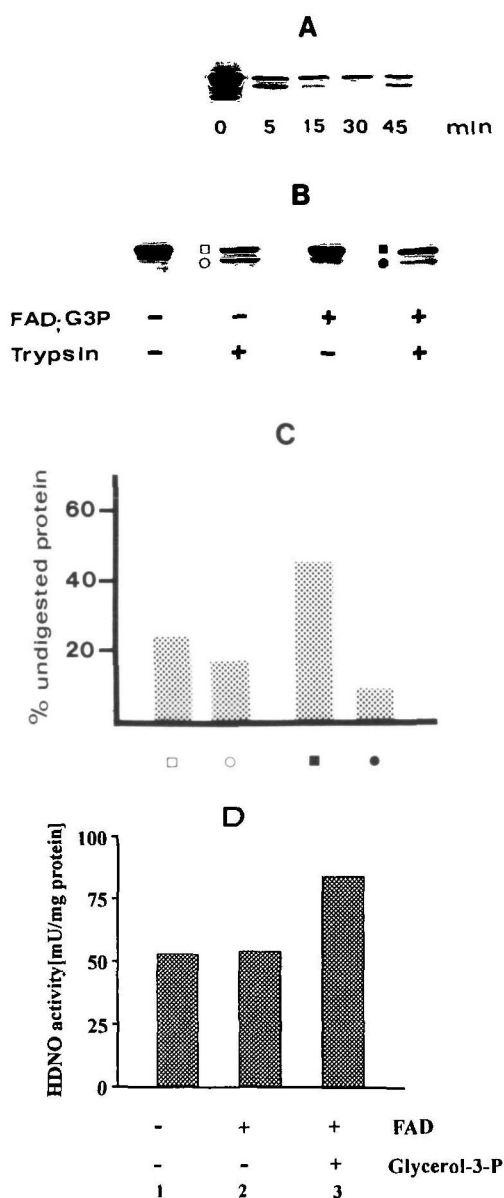 A
0 5 15 30 45 min
B
□ ■
○ ●
FAD;G3P – – + +
Trypsin – + – +
C
% undigested protein
60
40
20
□ ○ ■ ●
D
HDNO activity[mU/mg protein]
100
75
50
25
0
- + + FAD
- - + Glycerol-3-P
1 2 3